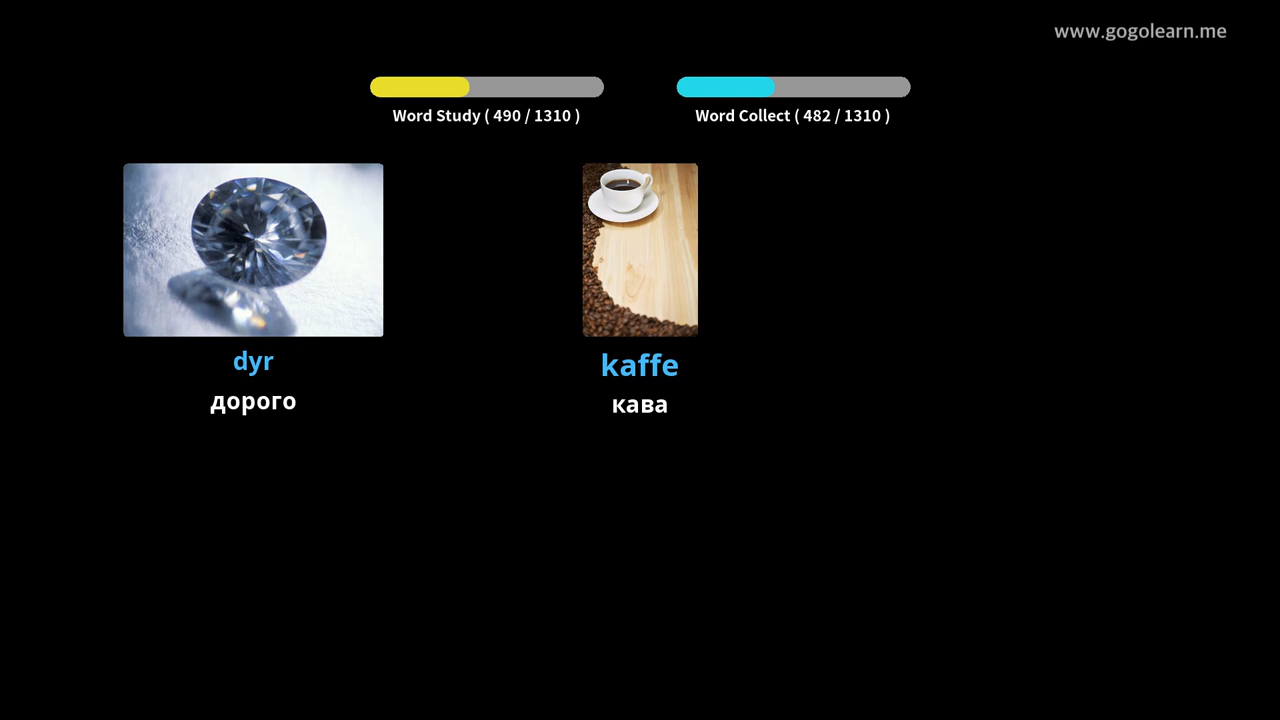 www.gogolearn.me
Word Study ( 490 / 1310 )
Word Collect ( 482 / 1310 )
dyr
дорого
kaffe
кава